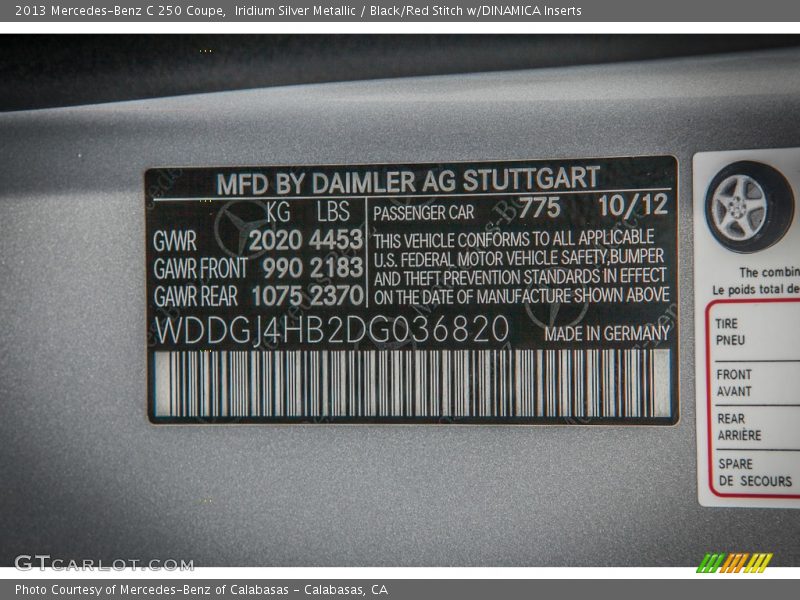 2013 Mercedes-Benz C 250 Coupe,  Iridium Silver Metallic / Black/Red Stitch w/DINAMICA Inserts
MFD BY DAIMLER AG STUTTGART
KG LBS
GWR 2020 4453
GAWR FRONT 990 2183
GAWR REAR 1075 2370
PASSENGER CAR 775 10/12
THIS VEHICLE CONFORMS TO ALL APPLICABLE
U.S. FEDERAL MOTOR VEHICLE SAFETY,BUMPER
AND THEFT PREVENTION STANDARDS IN EFFECT
ON THE DATE OF MANUFACTURE SHOWN ABOVE
WDDGJ4HB2DG036820 MADE IN GERMANY
The combin
Le poids total de
TIRE
PNEU
FRONT
AVANT
REAR
ARRIÈRE
SPARE
DE SECOURS
GTCARLOT.COM
Photo Courtesy of Mercedes-Benz of Calabasas - Calabasas, CA